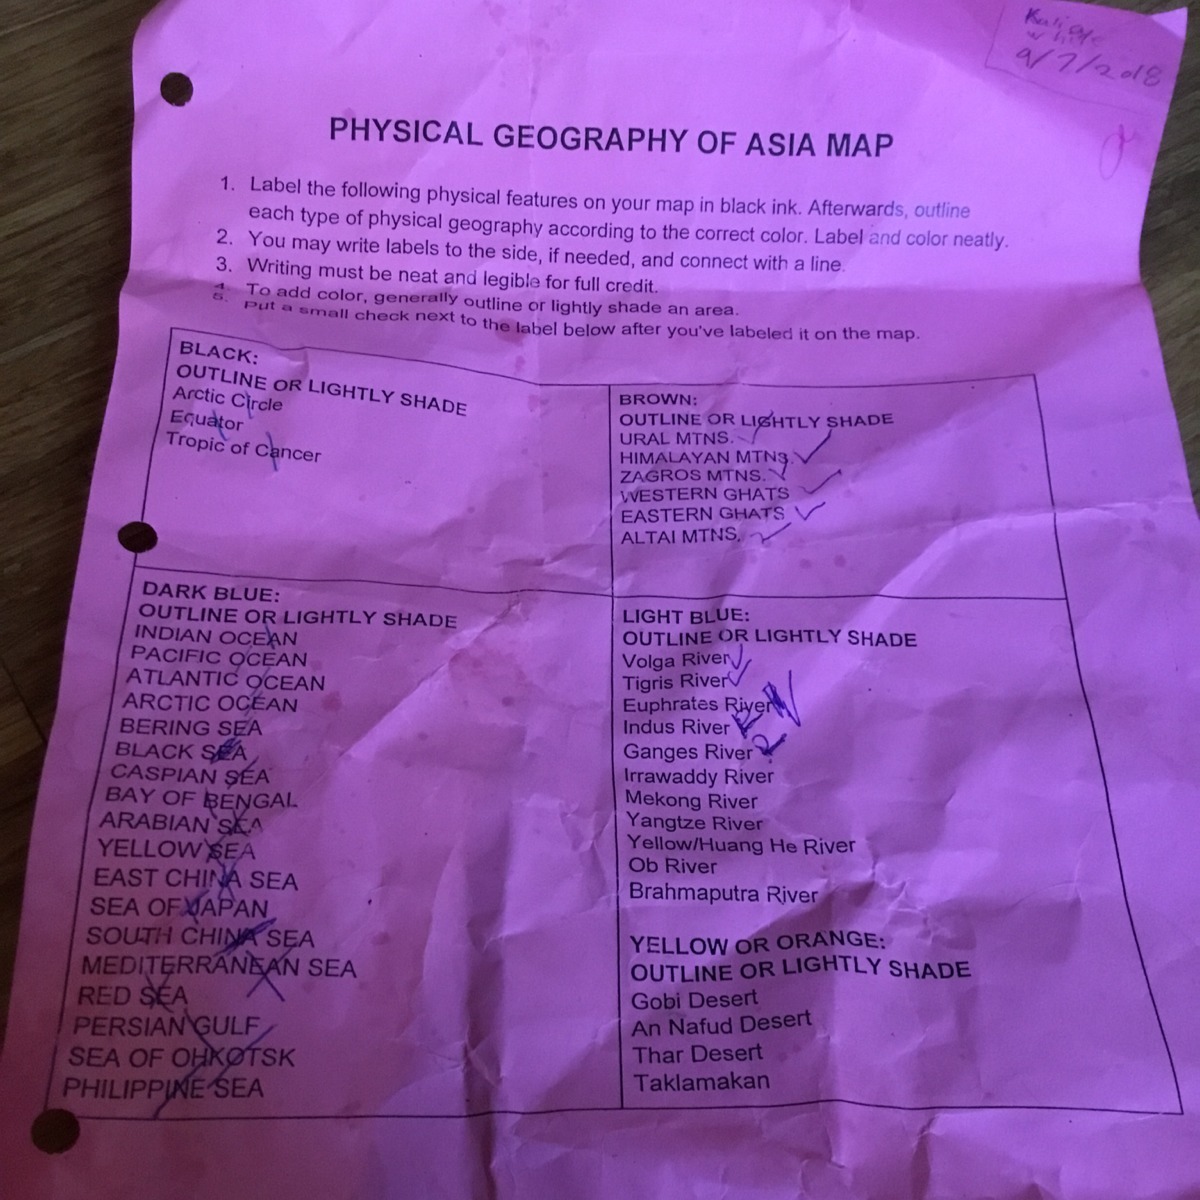 9/7/2018
PHYSICAL GEOGRAPHY OF ASIA MAP
1. Label the following physical features on your map in black ink. Afterwards, outline
each type of physical geography according to the correct color. Label and color neatly.
2. You may write labels to the side, if needed, and connect with a line.
3. Writing must be neat and legible for full credit.
4. To add color, generally outline or lightly shade an area.
5. Put a small check next to the label below after you've labeled it on the map.
BLACK:
OUTLINE OR LIGHTLY SHADE
Arctic Circle
Equator
Tropic of Cancer
BROWN:
OUTLINE OR LIGHTLY SHADE
URAL MTNS.
HIMALAYAN MTNS.
ZAGROS MTNS.
WESTERN GHATS
EASTERN GHATS
ALTAI MTNS.
DARK BLUE:
OUTLINE OR LIGHTLY SHADE
INDIAN OCEAN
PACIFIC OCEAN
ATLANTIC OCEAN
ARCTIC OCEAN
BERING SEA
BLACK SEA
CASPIAN SEA
BAY OF BENGAL
ARABIAN SEA
YELLOW SEA
EAST CHINA SEA
SEA OF JAPAN
SOUTH CHINA SEA
MEDITERRANEAN SEA
RED SEA
PERSIAN GULF
SEA OF OHKOTSK
PHILIPPINE SEA
LIGHT BLUE:
OUTLINE OR LIGHTLY SHADE
Volga River
Tigris River
Euphrates River
Indus River
Ganges River
Irrawaddy River
Mekong River
Yangtze River
Yellow/Huang He River
Ob River
Brahmaputra River
YELLOW OR ORANGE:
OUTLINE OR LIGHTLY SHADE
Gobi Desert
An Nafud Desert
Thar Desert
Taklamakan